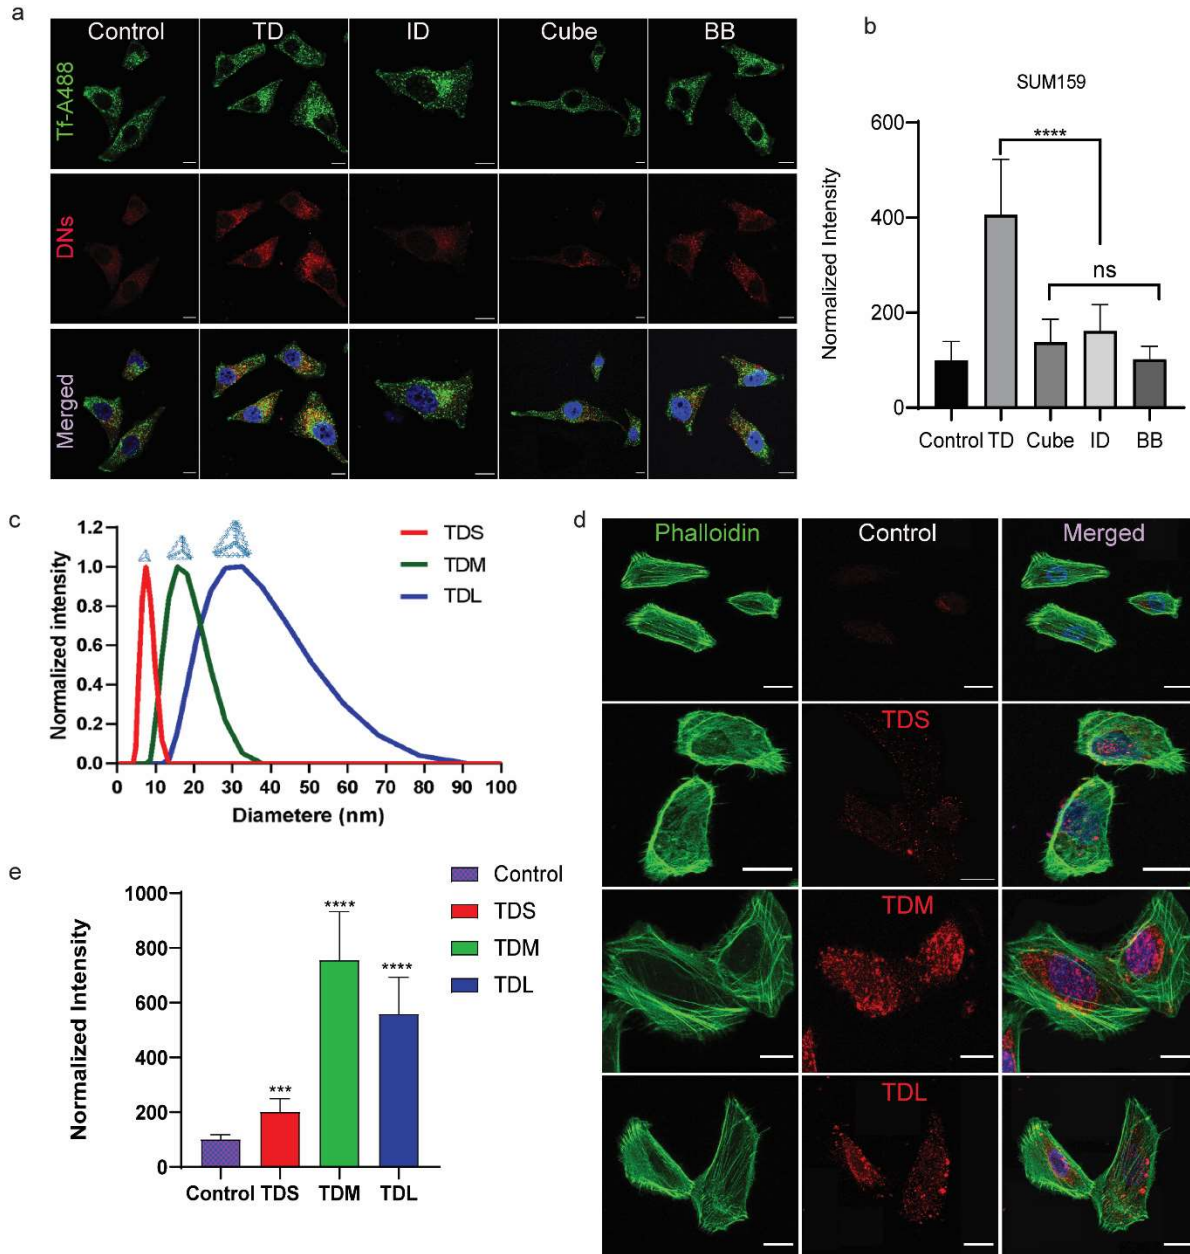 a
Control TD ID Cube BB
Tf-A488
DNs
Merged
b
SUM159
Normalized Intensity
600
400
200
0
****
ns
Control TD Cube ID BB
c
Normalized intensity
1.2
1.0
0.8
0.6
0.4
0.2
0.0
TDS
TDM
TDL
0 10 20 30 40 50 60 70 80 90 100
Diametere (nm)
d
Phalloidin Control Merged
TDS
TDM
TDL
e
Normalized Intensity
1000
800
600
400
200
0
***
****
****
Control
TDS
TDM
TDL
Control TDS TDM TDL